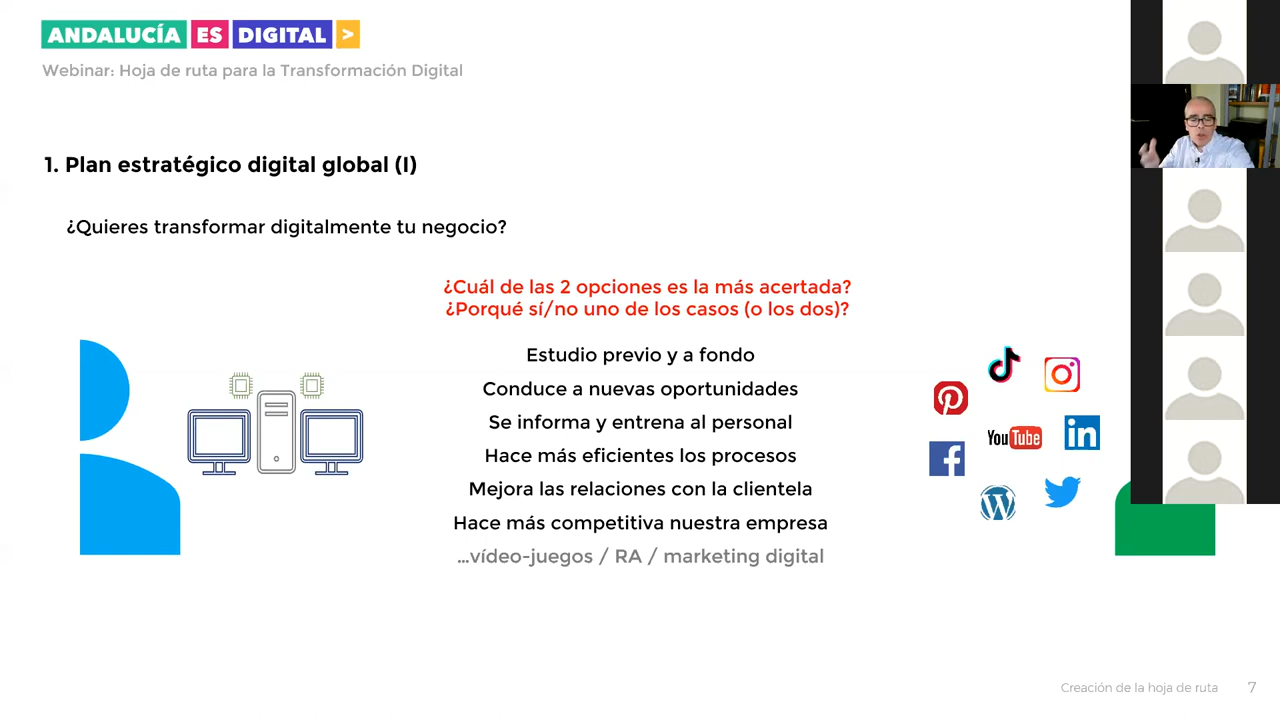 ANDALUCÍA ES DIGITAL >
Webinar: Hoja de ruta para la Transformación Digital
1. Plan estratégico digital global (I)
¿Quieres transformar digitalmente tu negocio?
¿Cuál de las 2 opciones es la más acertada?
¿Porqué sí/no uno de los casos (o los dos)?
Estudio previo y a fondo
Conduce a nuevas oportunidades
Se informa y entrena al personal
Hace más eficientes los procesos
Mejora las relaciones con la clientela
Hace más competitiva nuestra empresa
...vídeo-juegos / RA / marketing digital
YouTube
in
Creación de la hoja de ruta 7